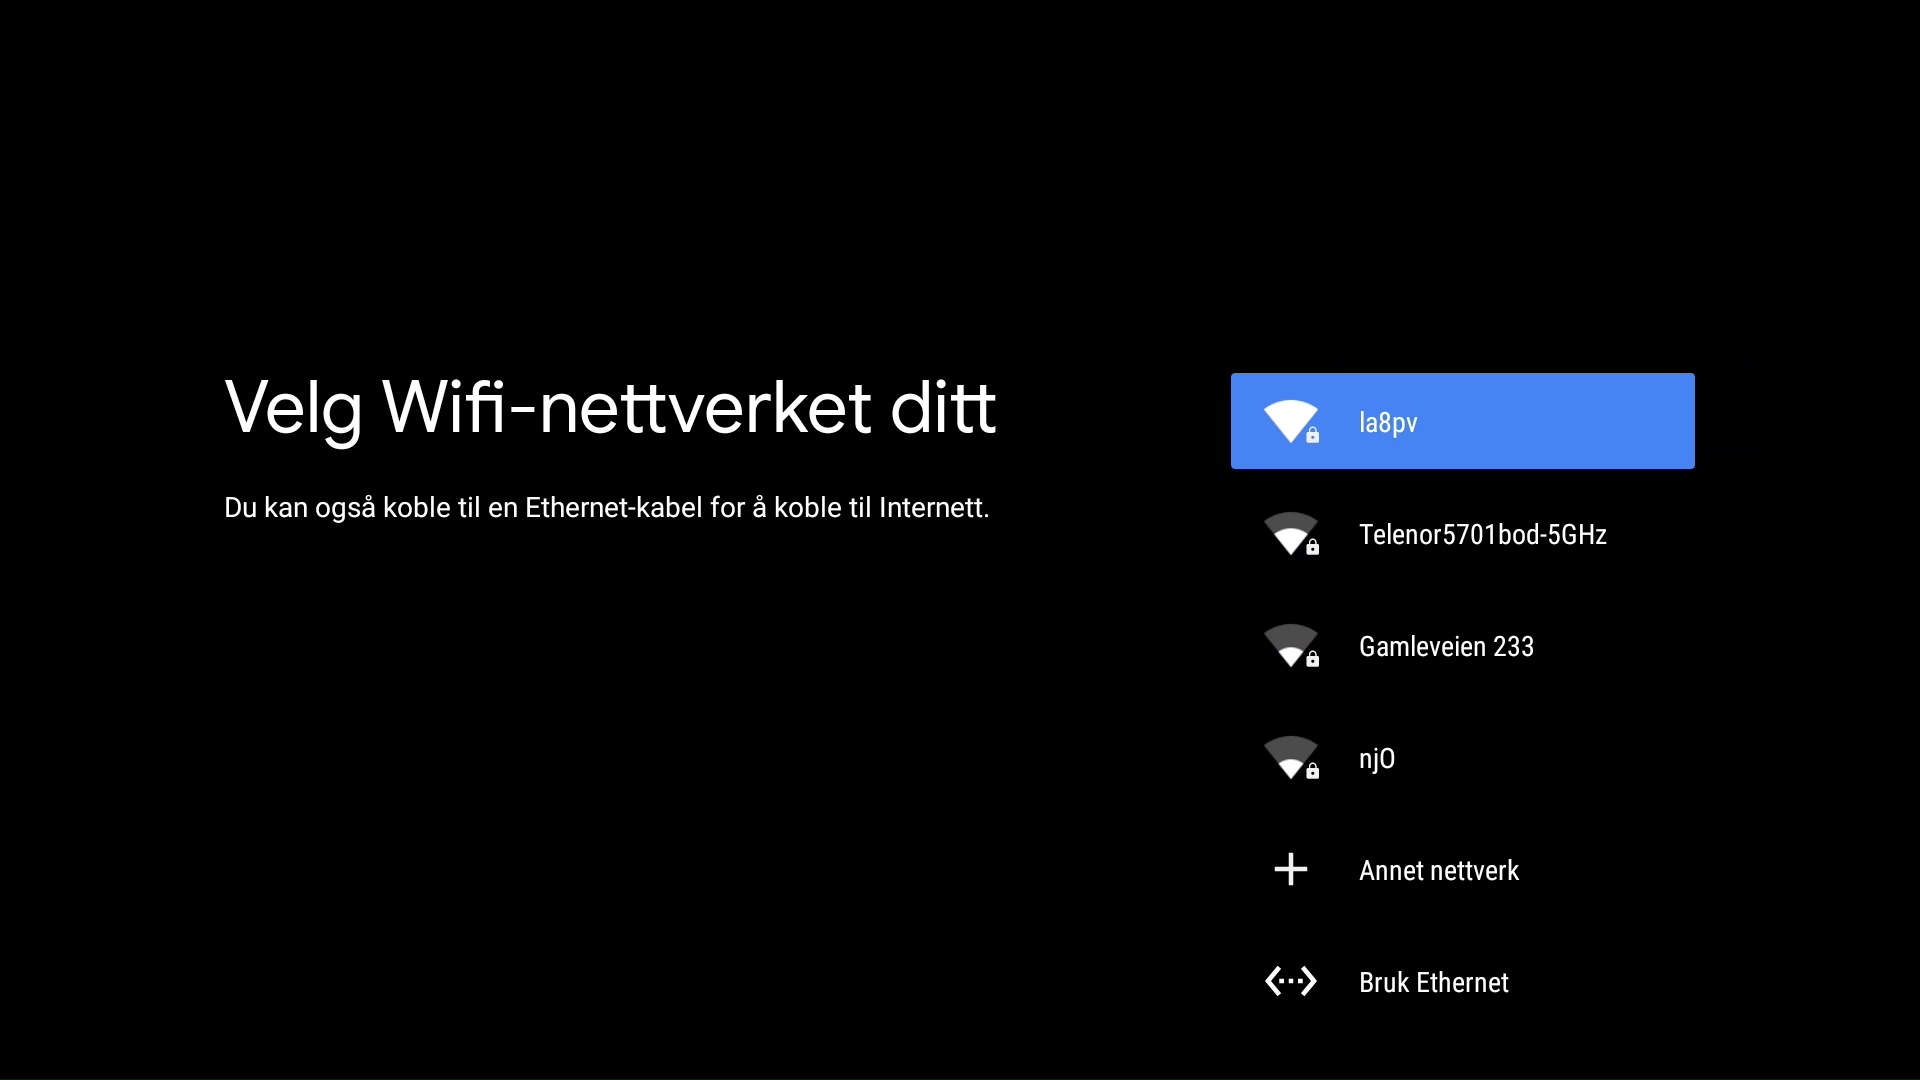 Velg Wifi-nettverket ditt
Du kan også koble til en Ethernet-kabel for å koble til Internett.
la8pv
Telenor5701bod-5GHz
Gamleveien 233
njO
Annet nettverk
Bruk Ethernet